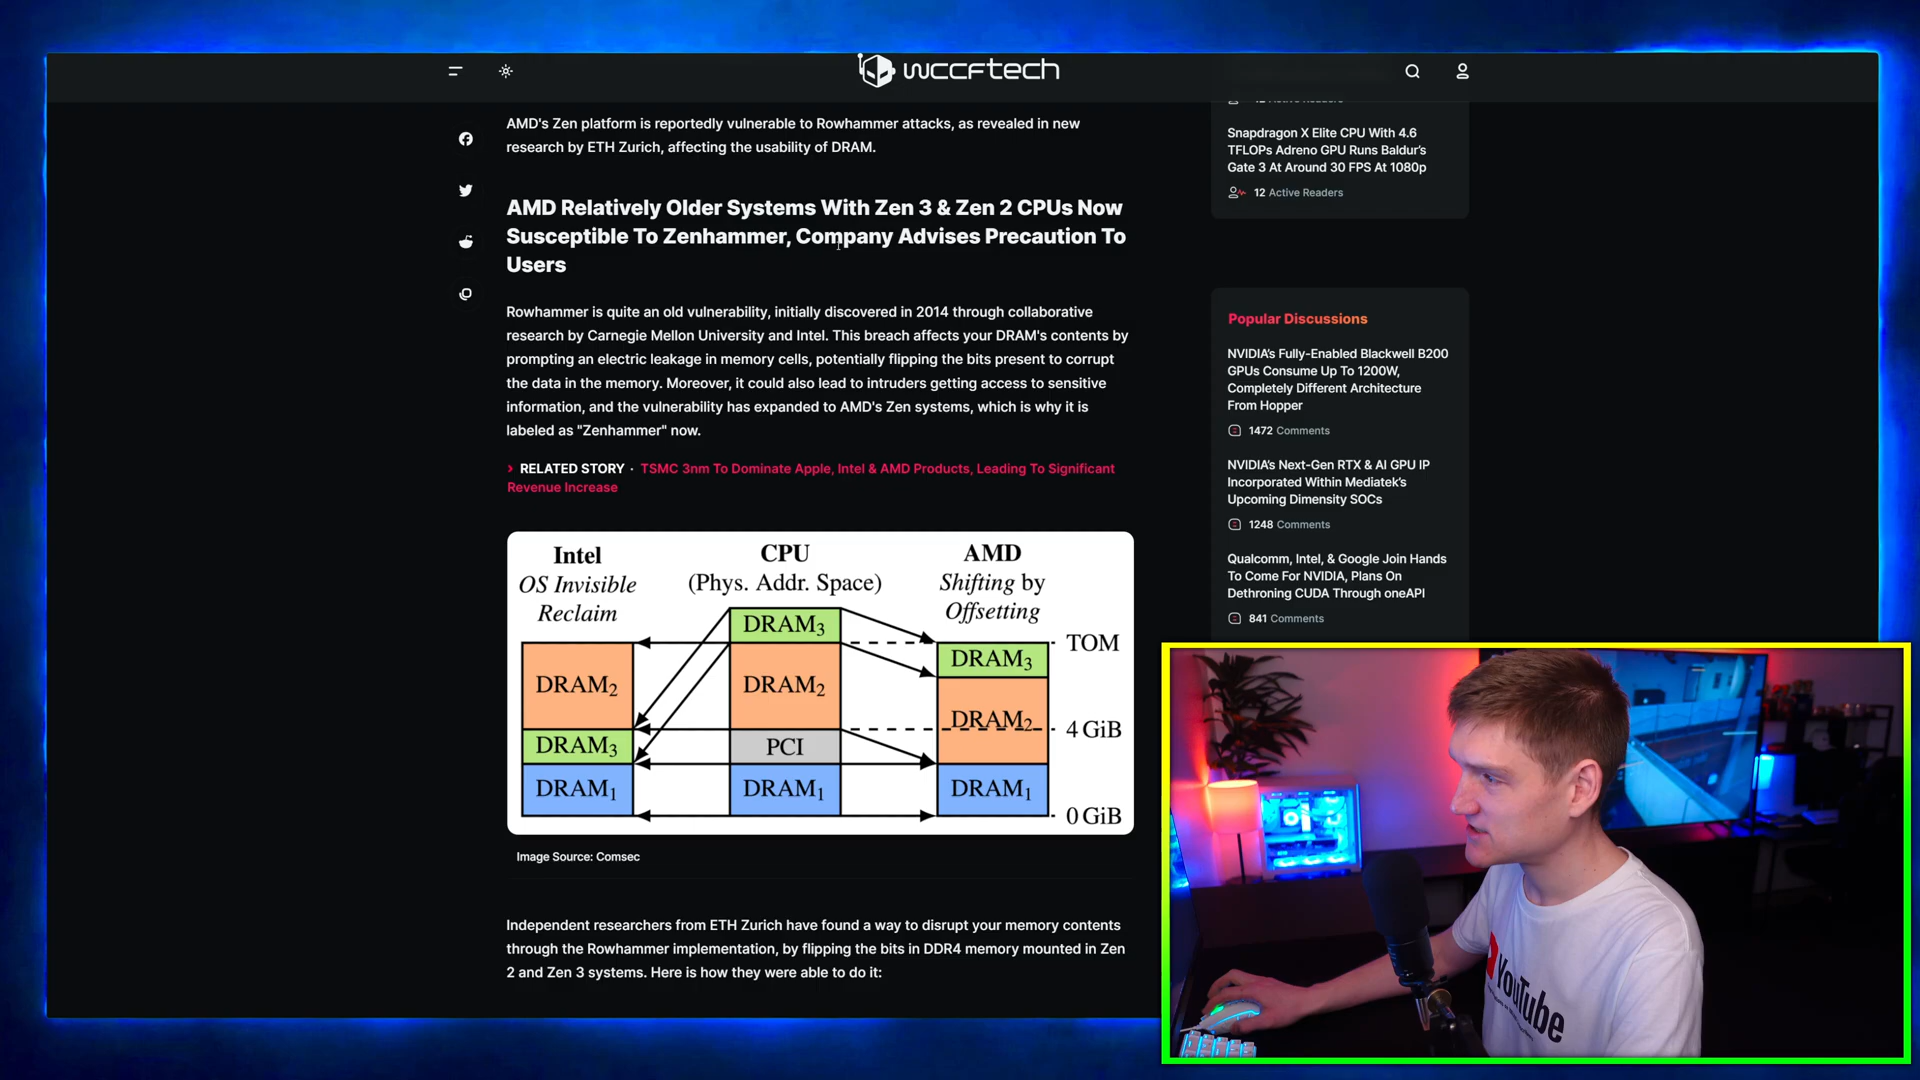 wccFtech
AMD's Zen platform is reportedly vulnerable to Rowhammer attacks, as revealed in new
research by ETH Zurich, affecting the usability of DRAM.
AMD Relatively Older Systems With Zen 3 & Zen 2 CPUs Now
Susceptible To Zenhammer, Company Advises Precaution To
Users
Rowhammer is quite an old vulnerability, initially discovered in 2014 through collaborative
research by Carnegie Mellon University and Intel. This breach affects your DRAM's contents by
prompting an electric leakage in memory cells, potentially flipping the bits present to corrupt
the data in the memory. Moreover, it could also lead to intruders getting access to sensitive
information, and the vulnerability has expanded to AMD's Zen systems, which is why it is
labeled as "Zenhammer" now.
RELATED STORY · TSMC 3nm To Dominate Apple, Intel & AMD Products, Leading To Significant
Revenue Increase
Intel
OS Invisible
Reclaim
DRAM2
DRAM3
DRAM1
CPU
(Phys. Addr. Space)
DRAM3
DRAM2
PCI
DRAM1
AMD
Shifting by
Offsetting
DRAM3
DRAM2
DRAM1
TOM
4 GiB
0 GiB
Image Source: Comsec
Independent researchers from ETH Zurich have found a way to disrupt your memory contents
through the Rowhammer implementation, by flipping the bits in DDR4 memory mounted in Zen
2 and Zen 3 systems. Here is how they were able to do it:
12 Active Readers
Snapdragon X Elite CPU With 4.6
TFLOPs Adreno GPU Runs Baldur's
Gate 3 At Around 30 FPS At 1080p
12 Active Readers
Popular Discussions
NVIDIA's Fully-Enabled Blackwell B200
GPUs Consume Up To 1200W,
Completely Different Architecture
From Hopper
1472 Comments
NVIDIA's Next-Gen RTX & AI GPU IP
Incorporated Within Mediatek's
Upcoming Dimensity SOCs
1248 Comments
Qualcomm, Intel, & Google Join Hands
To Come For NVIDIA, Plans On
Dethroning CUDA Through oneAPI
841 Comments
YouTube